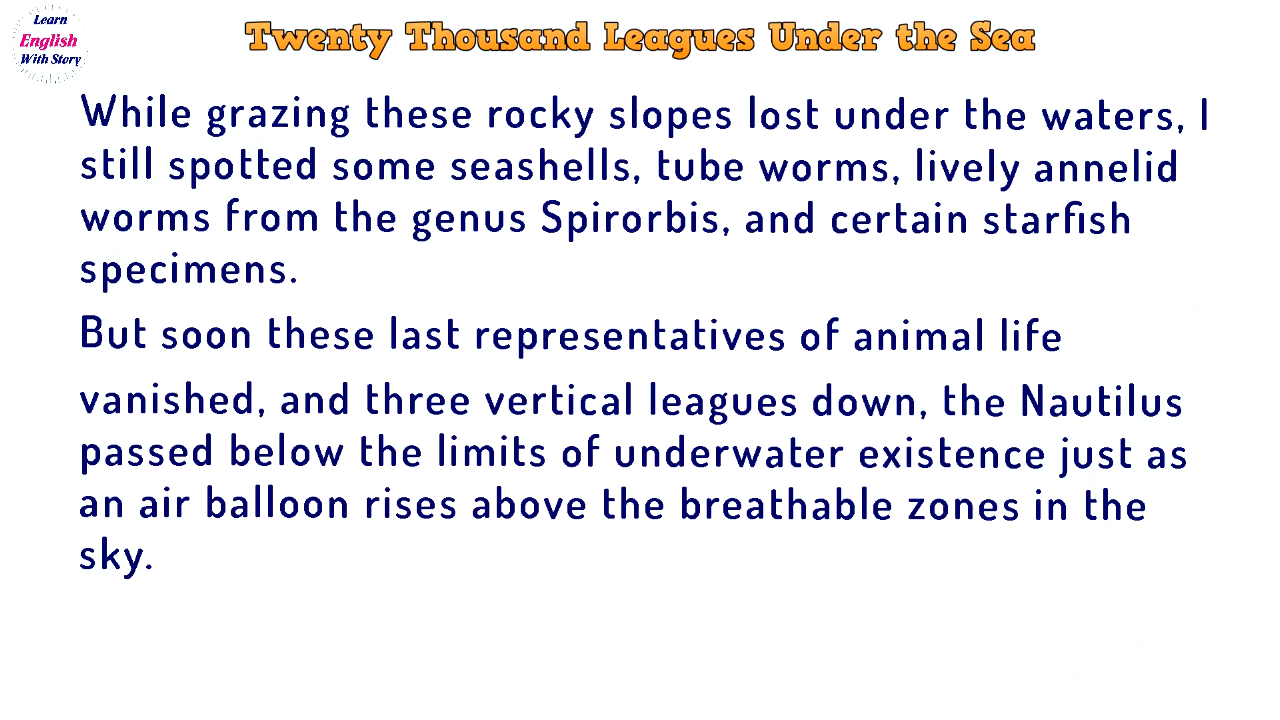 Learn
English
With Story
Twenty Thousand Leagues Under the Sea
While grazing these rocky slopes lost under the waters, I
still spotted some seashells, tube worms, lively annelid
worms from the genus Spirorbis, and certain starfish
specimens.
But soon these last representatives of animal life
vanished, and three vertical leagues down, the Nautilus
passed below the limits of underwater existence just as
an air balloon rises above the breathable zones in the
sky.